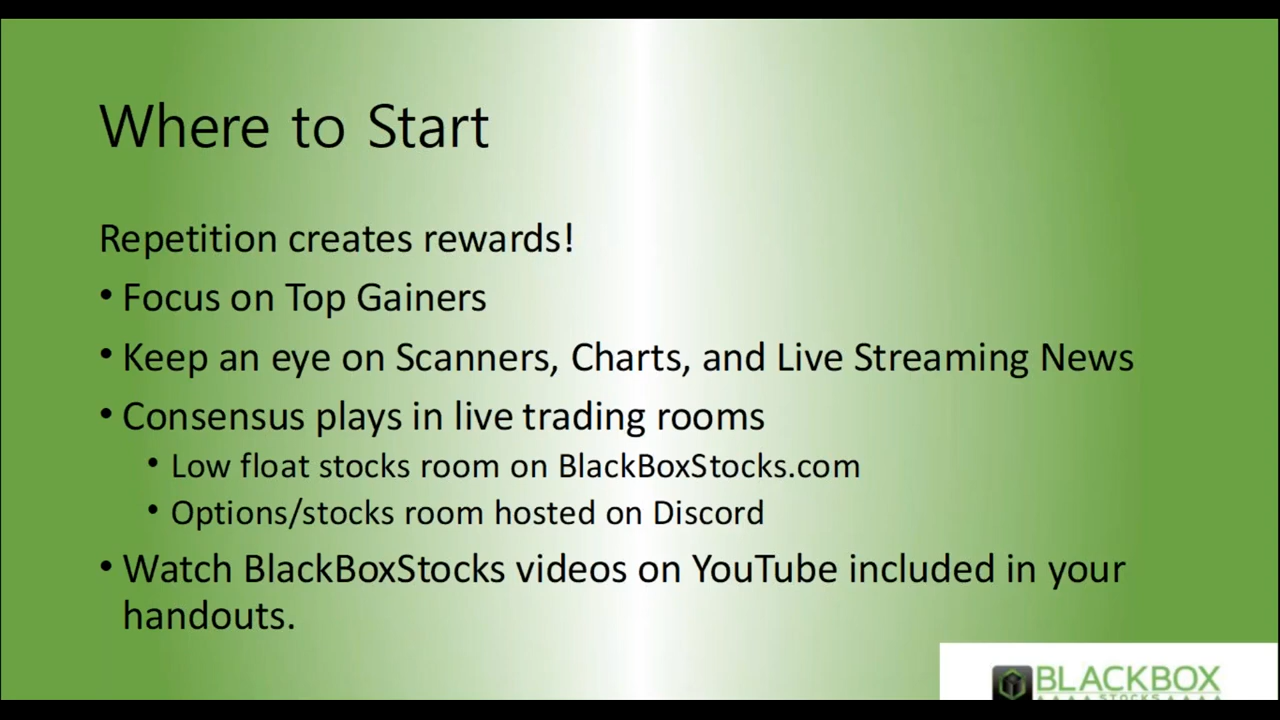 Where to Start
Repetition creates rewards!
• Focus on Top Gainers
• Keep an eye on Scanners, Charts, and Live Streaming News
• Consensus plays in live trading rooms
• Low float stocks room on BlackBoxStocks.com
• Options/stocks room hosted on Discord
• Watch BlackBoxStocks videos on YouTube included in your
handouts.
BLACKBOX
STOCKS